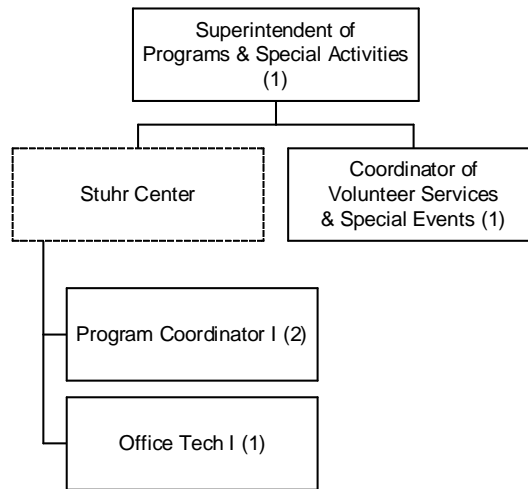 Superintendent of
Programs & Special Activities
(1)
Stuhr Center
Coordinator of
Volunteer Services
& Special Events (1)
Program Coordinator I (2)
Office Tech I (1)